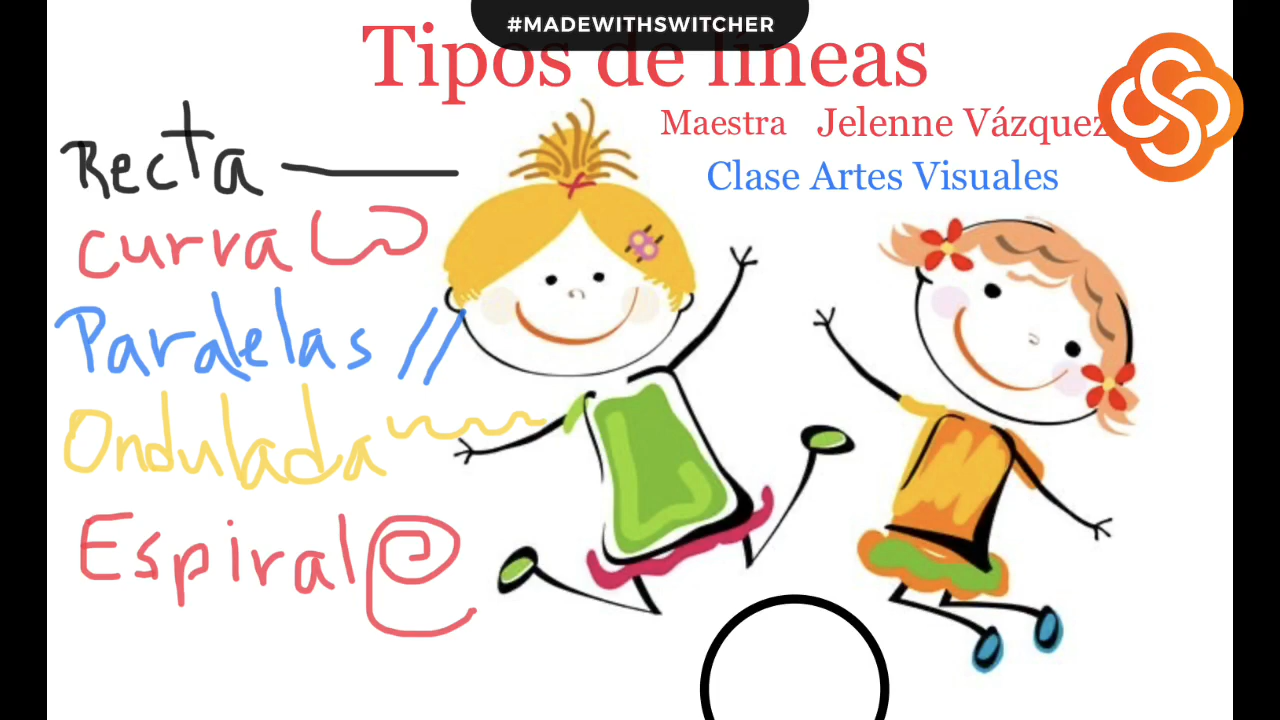 #MADEWITHSWITCHER
Tipos de líneas
Maestra Jelenne Vázquez
Clase Artes Visuales
Recta
curva
Paralelas
Ondulada
Espiral